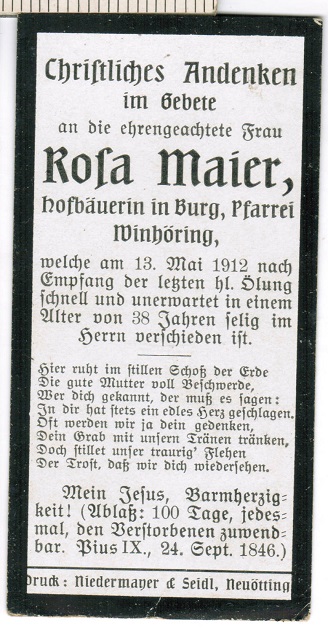 Christliches Andenken
im Gebete
an die ehrengeachtete Frau
Rosa Maier,
Hofbäuerin in Burg, Pfarrei
Winhöring,
welche am 13. Mai 1912 nach
Empfang der letzten hl. Ölung
schnell und unerwartet in einem
Alter von 38 Jahren selig im
Herrn verschieden ist.
Hier ruht im stillen Schoß der Erde
Die gute Mutter voll Beschwerde,
Wer dich gekannt, der muß es sagen:
In dir hat stets ein edles Herz geschlagen.
Oft werden wir ja dein gedenken,
Dein Grab mit unsern Tränen tränken,
Doch stillet unser traurig' Flehen
Der Trost, daß wir dich wiedersehen.
Mein Jesus, Barmherzig-
keit! (Ablaß: 100 Tage, jedes-
mal, den Verstorbenen zuwend-
bar. Pius IX., 24. Sept. 1846.)
Druck: Niedermayer & Seidl, Neuötting